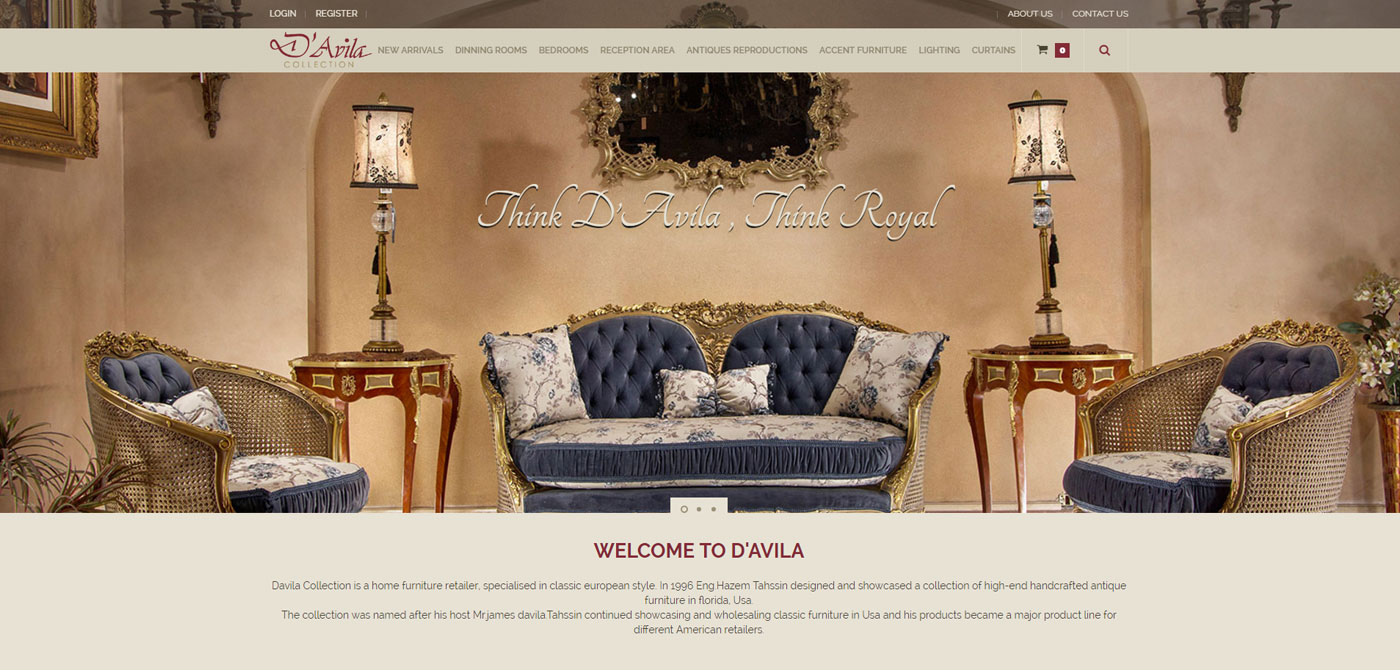 LOGIN REGISTER ABOUT US CONTACT US
D'Avila
COLLECTION
NEW ARRIVALS DINNING ROOMS BEDROOMS RECEPTION AREA ANTIQUES REPRODUCTIONS ACCENT FURNITURE LIGHTING CURTAINS 0
Think D'Avila , Think Royal
WELCOME TO D'AVILA
Davila Collection is a home furniture retailer, specialised in classic european style. In 1996 Eng.Hazem Tahssin designed and showcased a collection of high-end handcrafted antique
furniture in florida, Usa.
The collection was named after his host Mr.james davila.Tahssin continued showcasing and wholesaling classic furniture in Usa and his products became a major product line for
different American retailers.